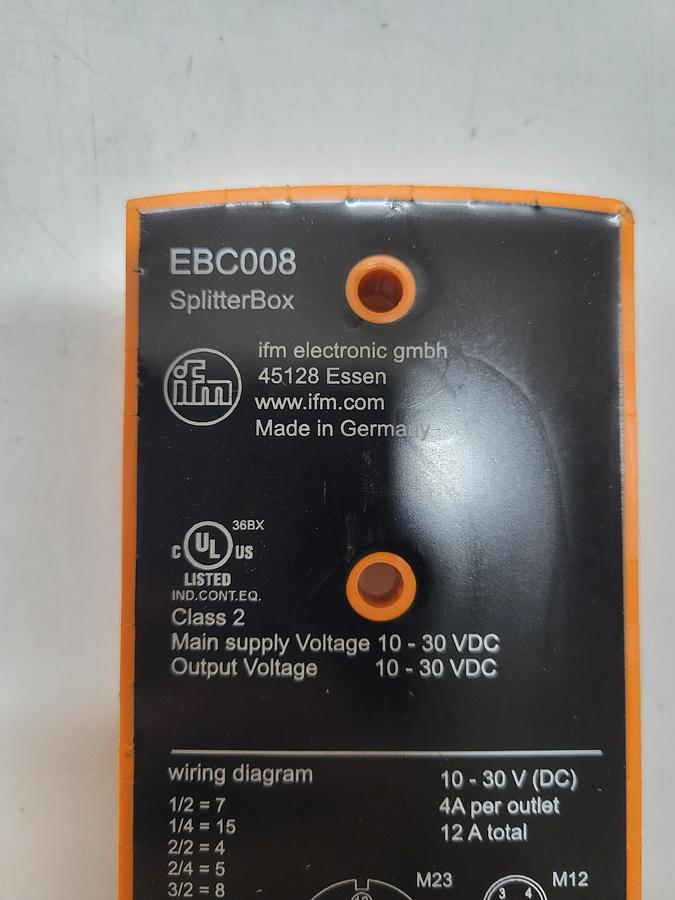 EBC008
SplitterBox
ifm
ifm electronic gmbh
45128 Essen
www.ifm.com
Made in Germany
36BX
C UL US
LISTED
IND.CONT.EQ.
Class 2
Main supply Voltage 10 - 30 VDC
Output Voltage 10 - 30 VDC
wiring diagram
1/2 = 7
1/4 = 15
2/2 = 4
2/4 = 5
3/2 = 8
10 - 30 V (DC)
4A per outlet
12 A total
M23
M12
3 4